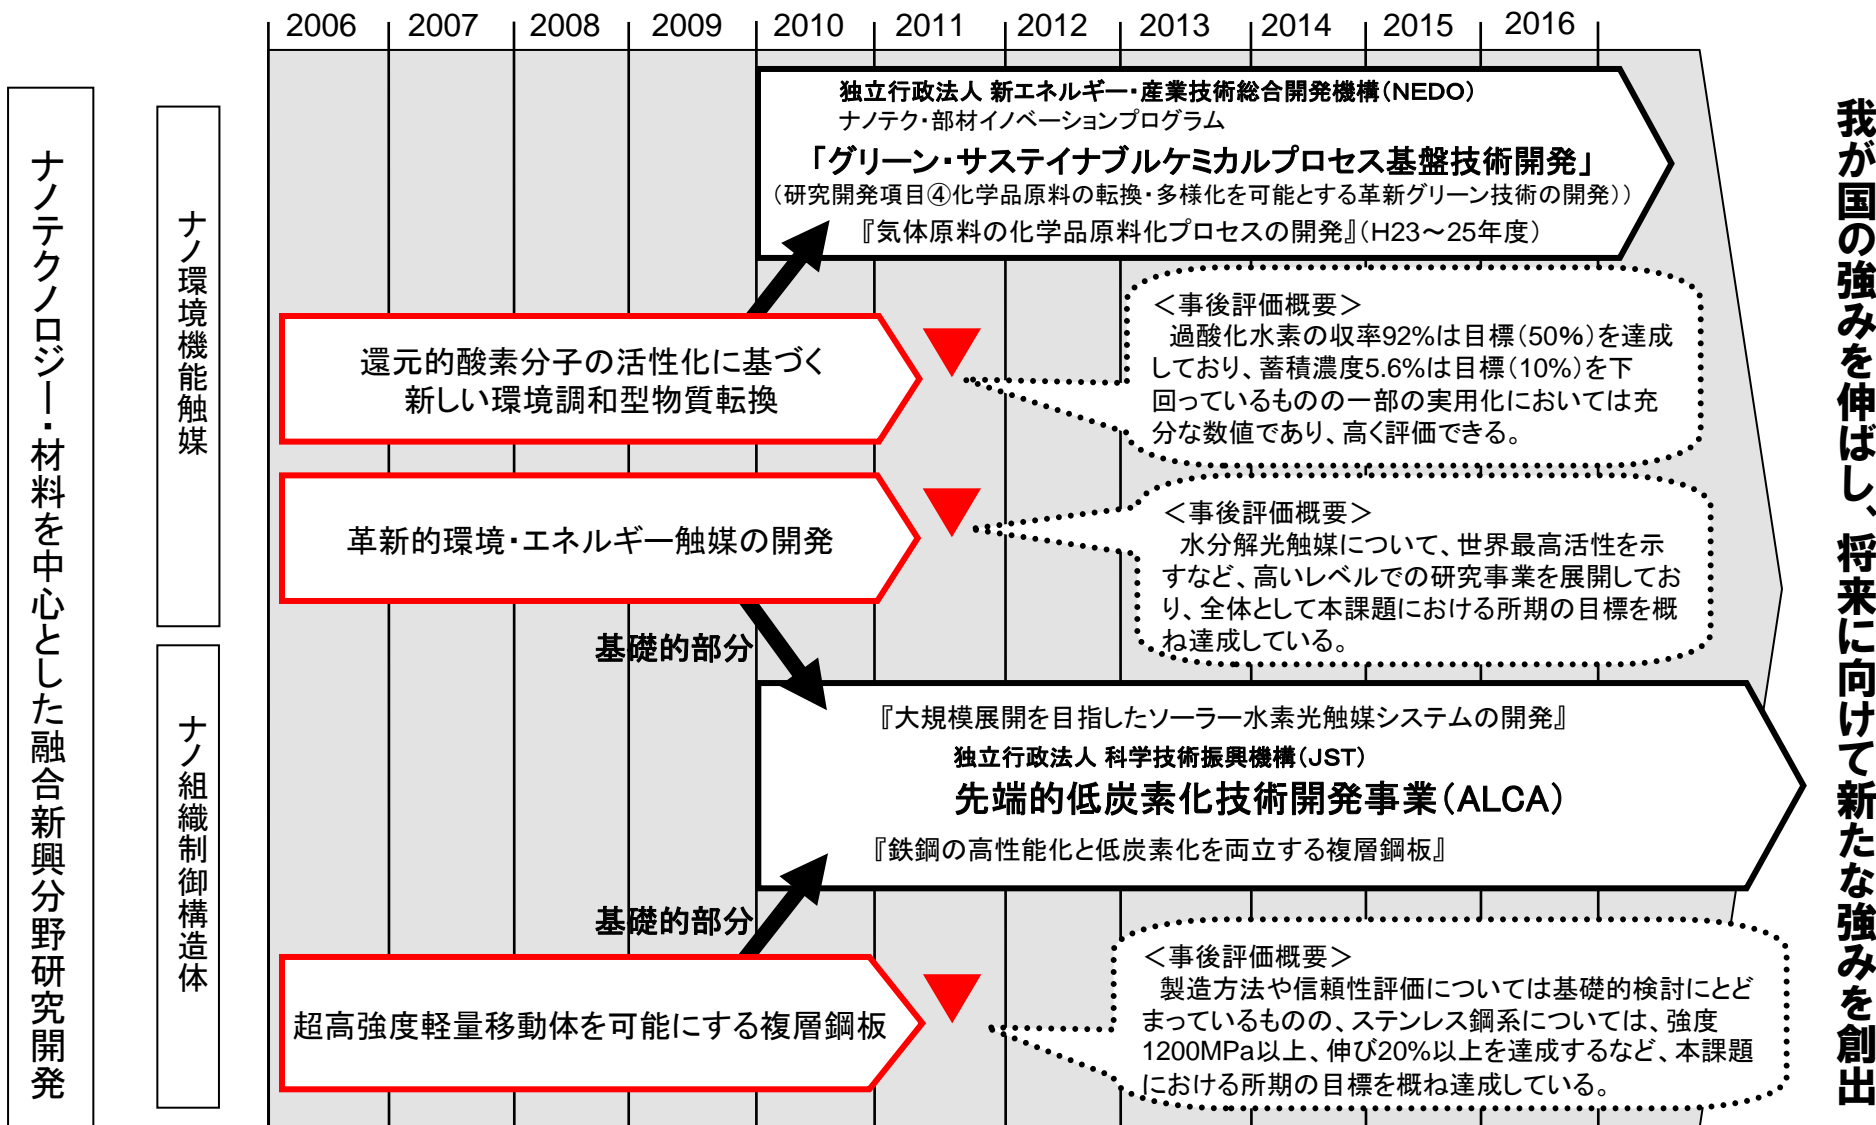 2006 2007 2008 2009 2010 2011 2012 2013 2014 2015 2016
ナノテクノロジー・材料を中心とした融合新興分野研究開発
ナノ環境機能触媒
ナノ組織制御構造体
独立行政法人 新エネルギー・産業技術総合開発機構(NEDO)
ナノテク・部材イノベーションプログラム
「グリーン・サステイナブルケミカルプロセス基盤技術開発」
(研究開発項目④化学品原料の転換・多様化を可能とする革新グリーン技術の開発))
『気体原料の化学品原料化プロセスの開発』(H23~25年度)
還元的酸素分子の活性化に基づく
新しい環境調和型物質転換
<事後評価概要>
過酸化水素の収率92%は目標(50%)を達成
しており、蓄積濃度5.6%は目標(10%)を下
回っているものの一部の実用化においては充
分な数値であり、高く評価できる。
革新的環境・エネルギー触媒の開発
<事後評価概要>
水分解光触媒について、世界最高活性を示
すなど、高いレベルでの研究事業を展開してお
り、全体として本課題における所期の目標を概
ね達成している。
基礎的部分
『大規模展開を目指したソーラー水素光触媒システムの開発』
独立行政法人 科学技術振興機構(JST)
先端的低炭素化技術開発事業(ALCA)
『鉄鋼の高性能化と低炭素化を両立する複層鋼板』
基礎的部分
超高強度軽量移動体を可能にする複層鋼板
<事後評価概要>
製造方法や信頼性評価については基礎的検討にとど
まっているものの、ステンレス鋼系については、強度
1200MPa以上、伸び20%以上を達成するなど、本課題
における所期の目標を概ね達成している。
我が国の強みを伸ばし、将来に向けて新たな強みを創出